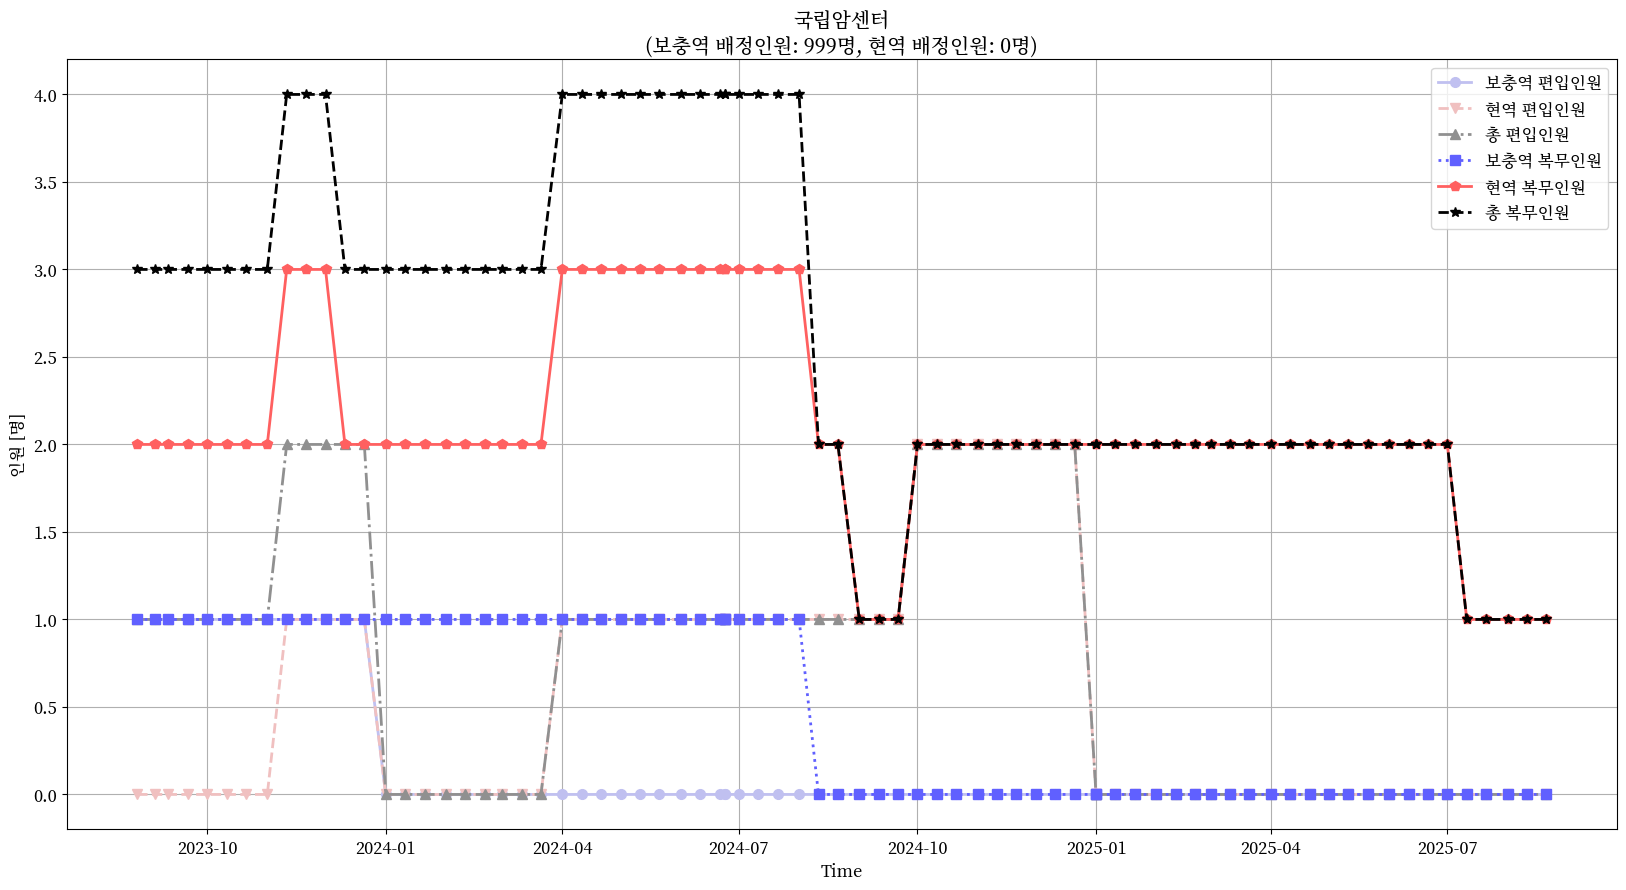 국립암센터
(보충역 배정인원: 999명, 현역 배정인원: 0명)
보충역 편입인원
현역 편입인원
총 편입인원
보충역 복무인원
현역 복무인원
총 복무인원
인원 [명]
4.0
3.5
3.0
2.5
2.0
1.5
1.0
0.5
0.0
2023-10 2024-01 2024-04 2024-07 2024-10 2025-01 2025-04 2025-07
Time